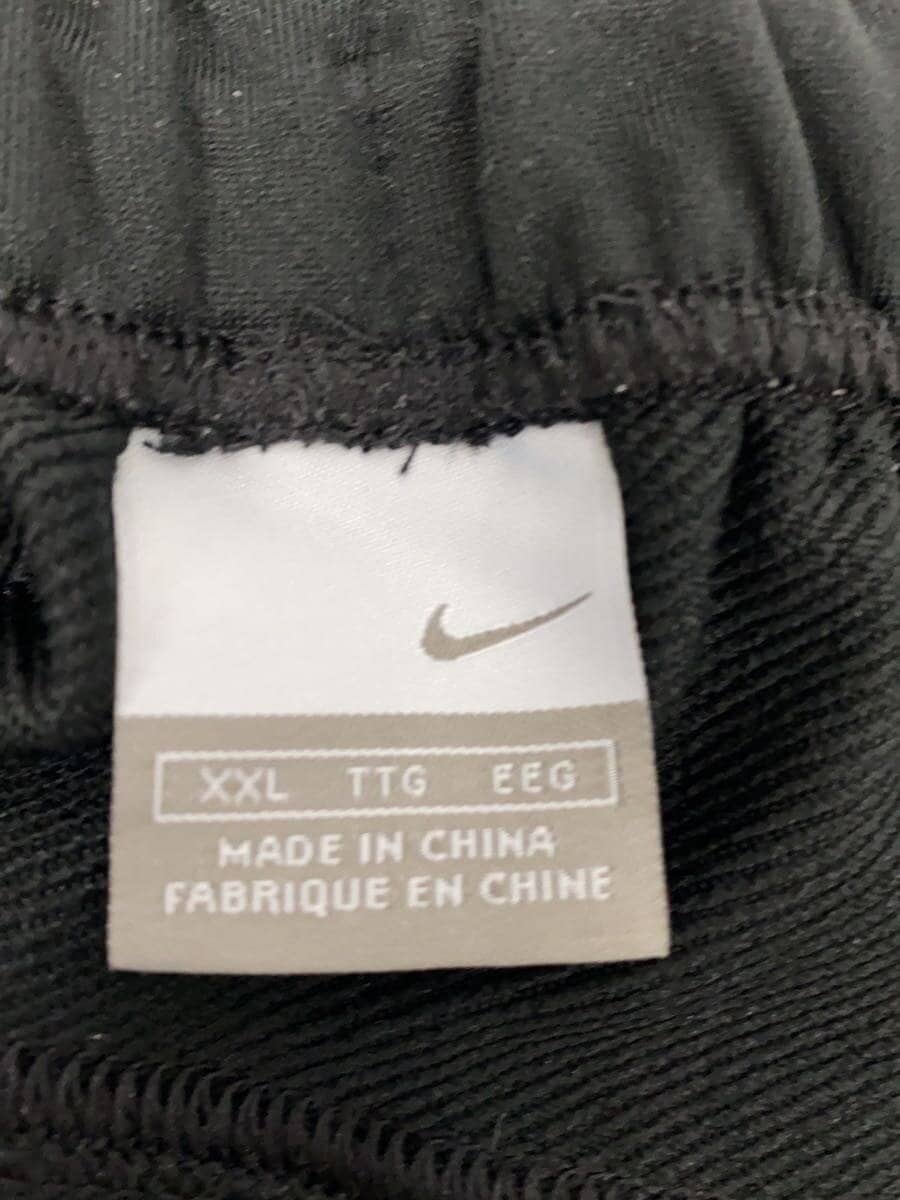 XXL TTG EEG
MADE IN CHINA
FABRIQUE EN CHINE